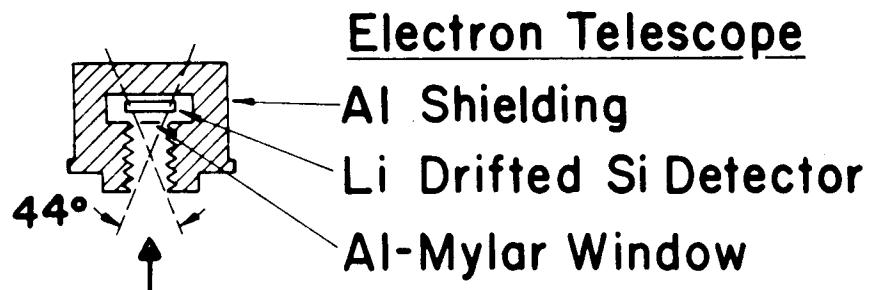 Electron Telescope
Al Shielding
Li Drifted Si Detector
44°
Al-Mylar Window